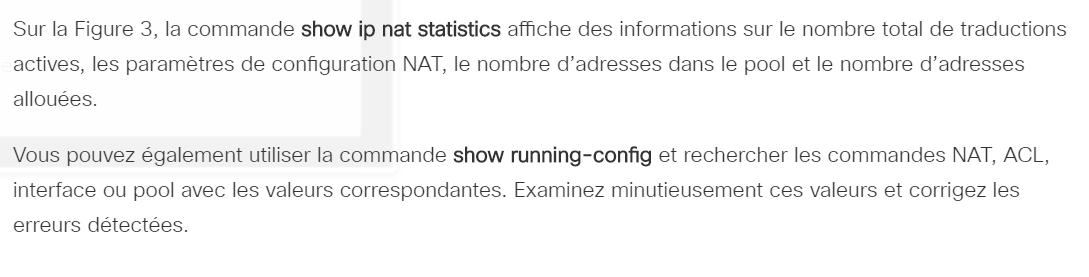 Sur la Figure 3, la commande show ip nat statistics affiche des informations sur le nombre total de traductions
actives, les paramètres de configuration NAT, le nombre d’adresses dans le pool et le nombre d’adresses
allouées.
Vous pouvez également utiliser la commande show running-config et rechercher les commandes NAT, ACL,
interface ou pool avec les valeurs correspondantes. Examinez minutieusement ces valeurs et corrigez les
erreurs détectées.